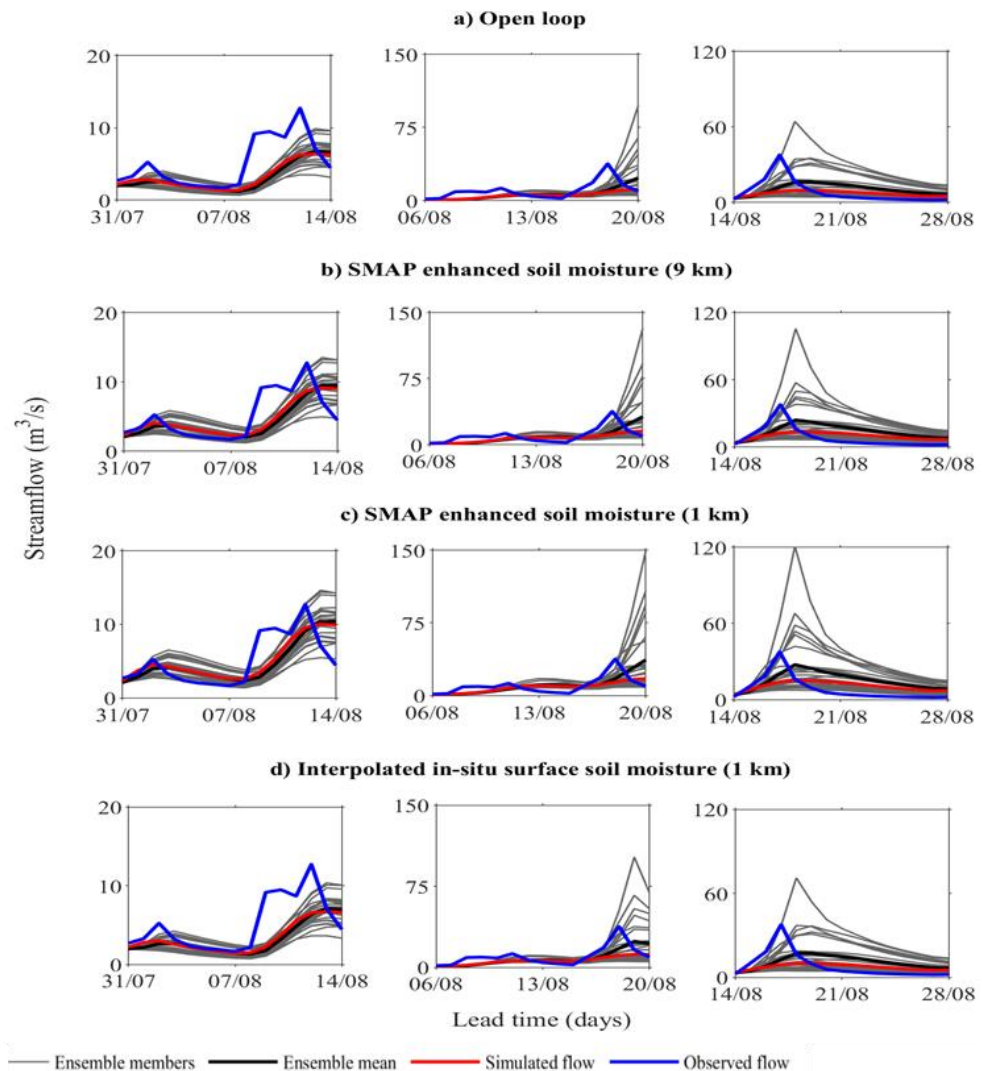 a) Open loop
20
10
0
31/07 07/08 14/08
150
75
0
06/08 13/08 20/08
120
60
0
14/08 21/08 28/08
b) SMAP enhanced soil moisture (9 km)
20
10
0
31/07 07/08 14/08
150
75
0
06/08 13/08 20/08
120
60
0
14/08 21/08 28/08
Streamflow (m³/s)
c) SMAP enhanced soil moisture (1 km)
20
10
0
31/07 07/08 14/08
150
75
0
06/08 13/08 20/08
120
60
0
14/08 21/08 28/08
d) Interpolated in-situ surface soil moisture (1 km)
20
10
0
31/07 07/08 14/08
150
75
0
06/08 13/08 20/08
120
60
0
14/08 21/08 28/08
Lead time (days)
Ensemble members Ensemble mean Simulated flow Observed flow